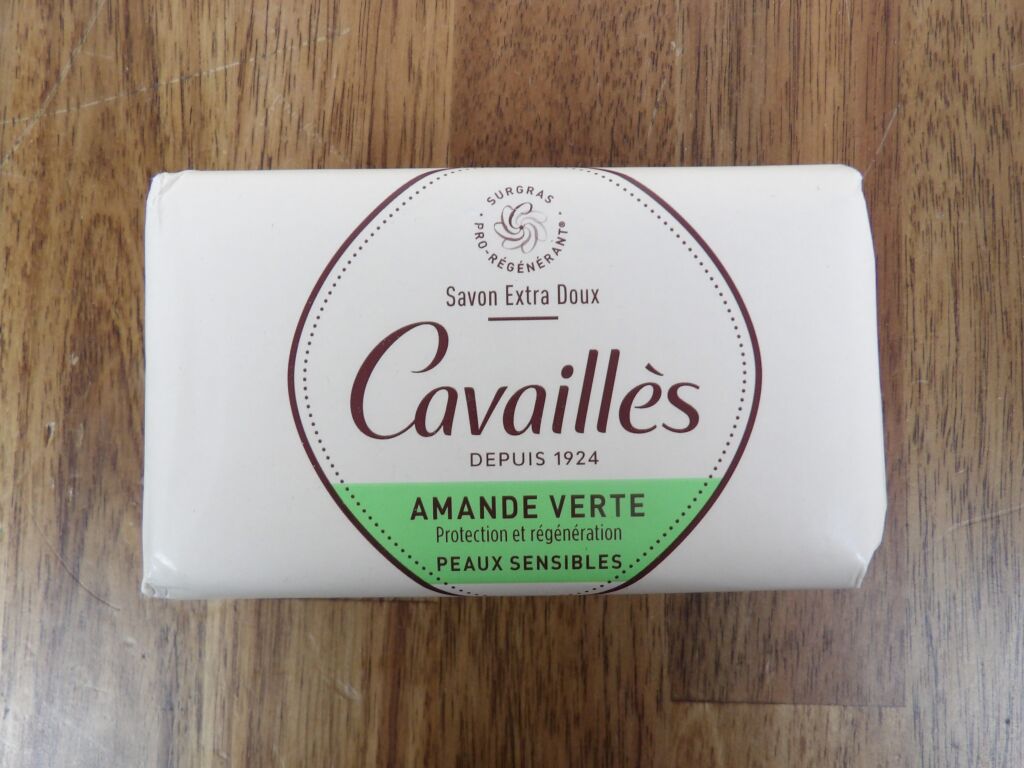 SURGRAS
PRO-RÉGÉNÉRANT®
Savon Extra Doux
Cavaillès
DEPUIS 1924
AMANDE VERTE
Protection et régénération
PEAUX SENSIBLES